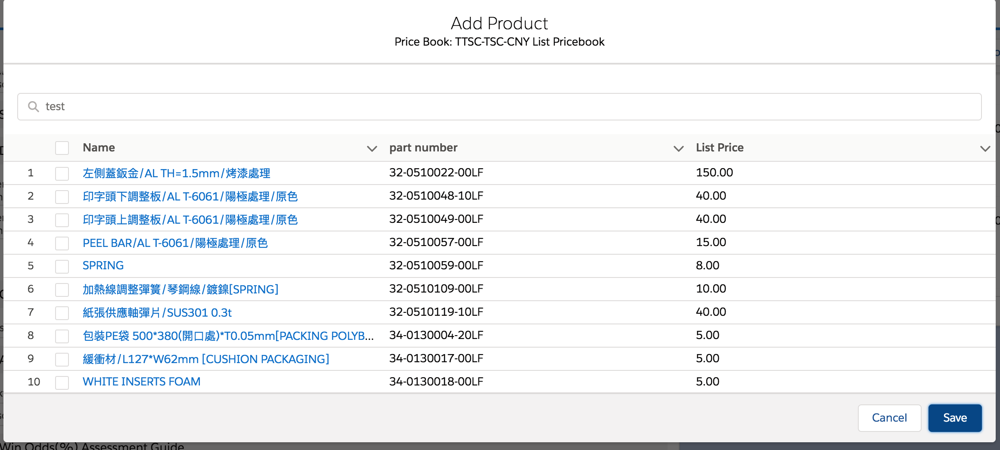 Add Product
Price Book: TTSC-TSC-CNY List Pricebook
test
Name part number List Price
1 左側蓋鈑金/AL TH=1.5mm/烤漆處理 32-0510022-00LF 150.00
2 印字頭下調整板/AL T-6061/陽極處理/原色 32-0510048-10LF 40.00
3 印字頭上調整板/AL T-6061/陽極處理/原色 32-0510049-00LF 40.00
4 PEEL BAR/AL T-6061/陽極處理/原色 32-0510057-00LF 15.00
5 SPRING 32-0510059-00LF 8.00
6 加熱線調整彈簧/琴鋼線/鍍鎳[SPRING] 32-0510109-00LF 10.00
7 紙張供應軸彈片/SUS301 0.3t 32-0510119-10LF 40.00
8 包裝PE袋 500*380(開口處)*T0.05mm[PACKING POLYB... 34-0130004-20LF 5.00
9 緩衝材/L127*W62mm [CUSHION PACKAGING] 34-0130017-00LF 5.00
10 WHITE INSERTS FOAM 34-0130018-00LF 5.00
Cancel Save
Win Odds(%) Assessment Guide